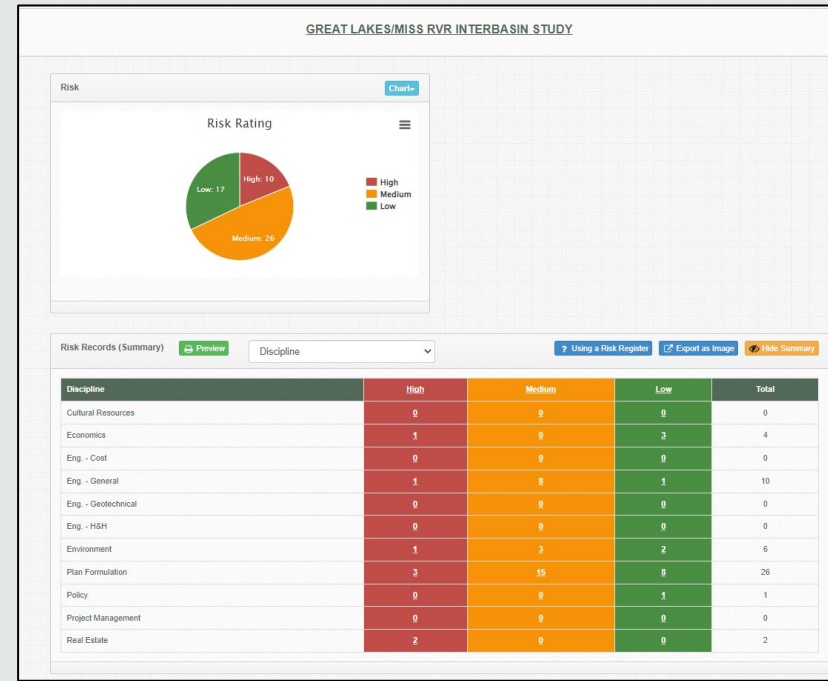 GREAT LAKES/MISS RVR INTERBASIN STUDY
Risk
Chart
Risk Rating
High: 10
Low: 17
Medium: 26
High
Medium
Low
Risk Records (Summary) Preview Discipline ? Using a Risk Register Export as Image Hide Summary
Discipline High Medium Low Total
Cultural Resources 0 0 0 0
Economics 1 0 3 4
Eng. - Cost 0 0 0 0
Eng. - General 1 8 1 10
Eng. - Geotechnical 0 0 0 0
Eng. - H&H 0 0 0 0
Environment 1 3 2 6
Plan Formulation 3 15 8 26
Policy 0 0 1 1
Project Management 0 0 0 0
Real Estate 2 0 0 2